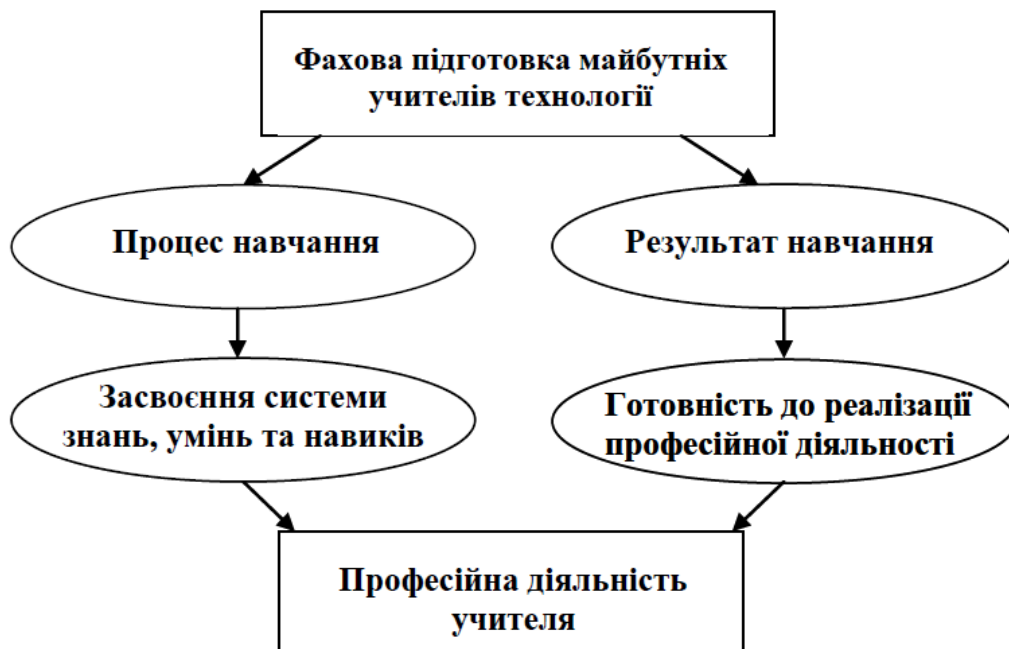 Фахова підготовка майбутніх
учителів технології
Процес навчання
Результат навчання
Засвоєння системи
знань, умінь та навиків
Готовність до реалізації
професійної діяльності
Професійна діяльність
учителя